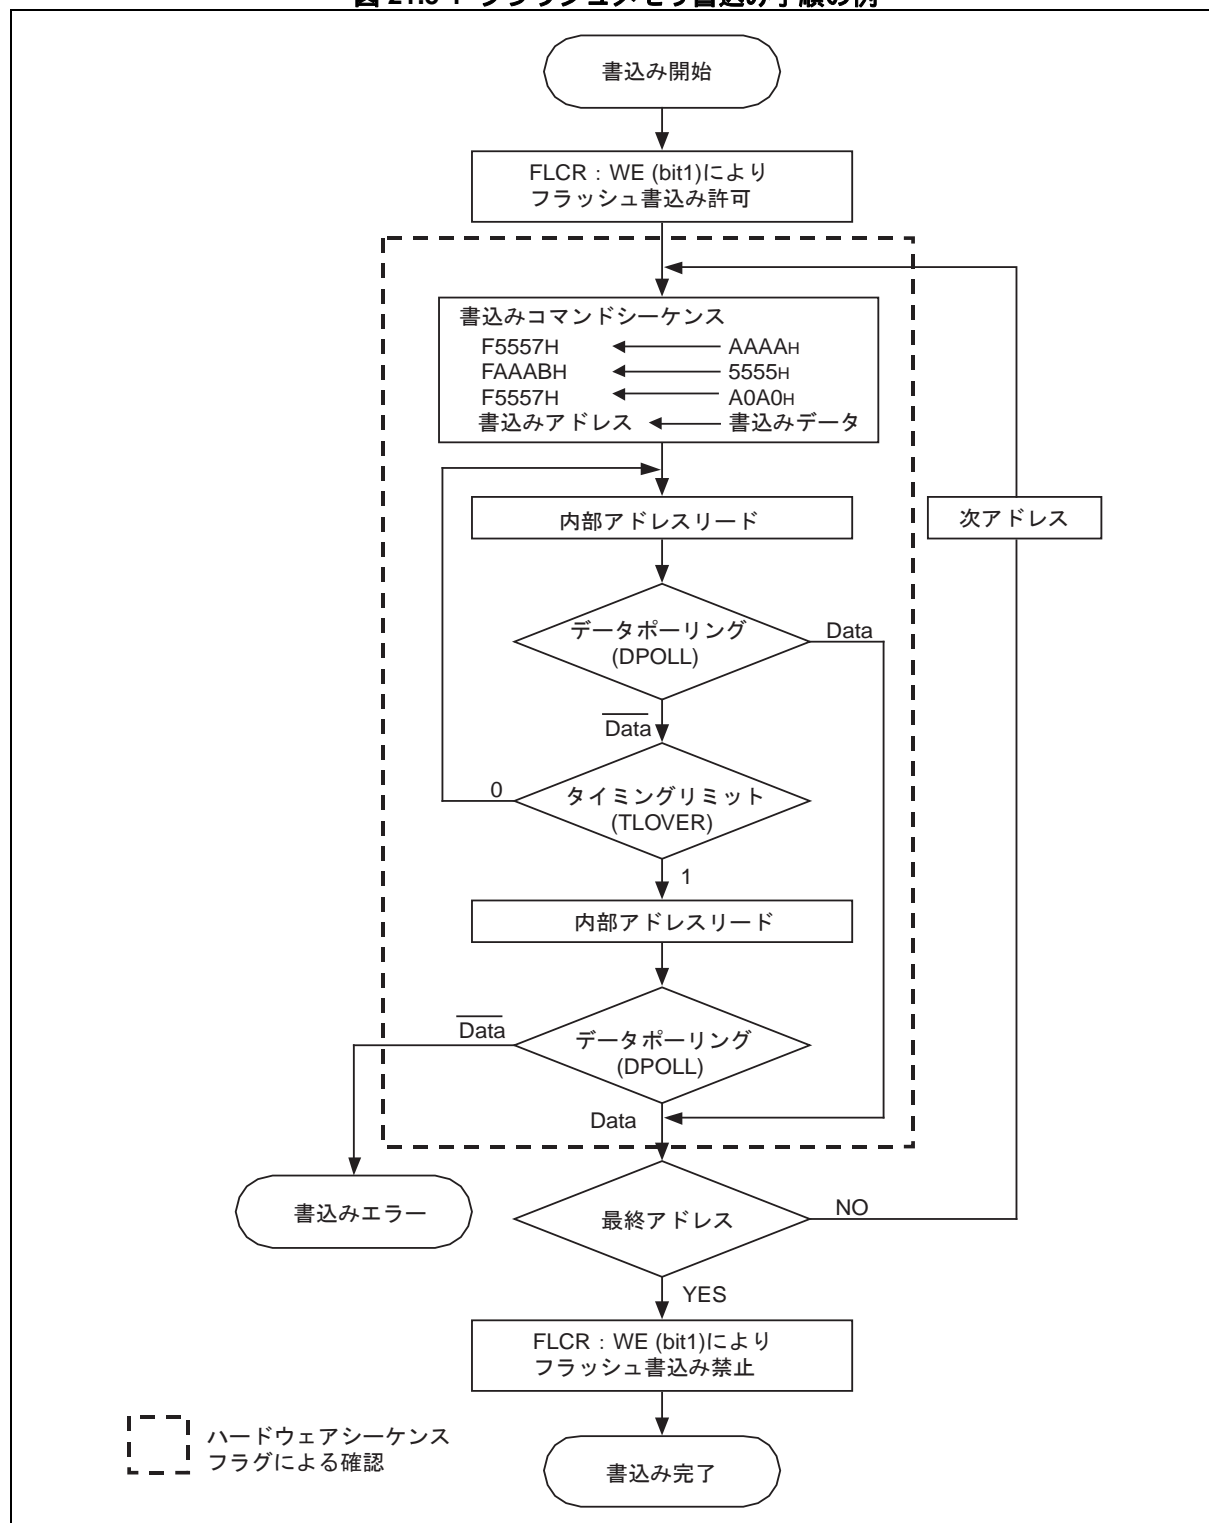 書込み開始
FLCR : WE (bit1)により
フラッシュ書込み許可
書込みコマンドシーケンス
F5557H AAAAH
FAAABH 5555H
F5557H A0A0H
書込みアドレス 書込みデータ
内部アドレスリード
次アドレス
データポーリング
(DPOLL)
Data
Data
0
タイミングリミット
(TLOVER)
1
内部アドレスリード
Data
データポーリング
(DPOLL)
Data
書込みエラー
最終アドレス
NO
YES
FLCR : WE (bit1)により
フラッシュ書込み禁止
ハードウェアシーケンス
フラグによる確認
書込み完了